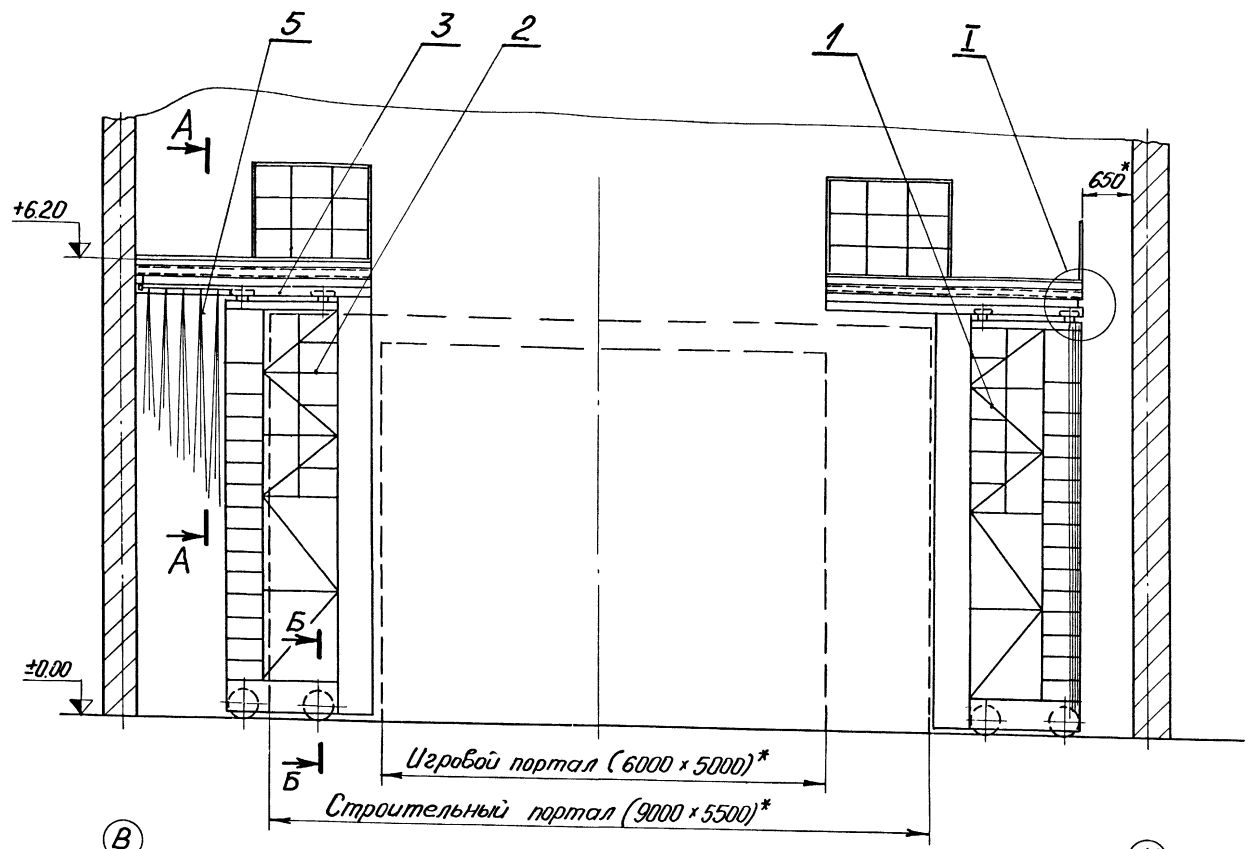 5 3 2 1 I
А
650*
+6.20
А
Б
±0.00
Б
Игровой портал (6000 × 5000)*
Строительный портал (9000 × 5500)*
В